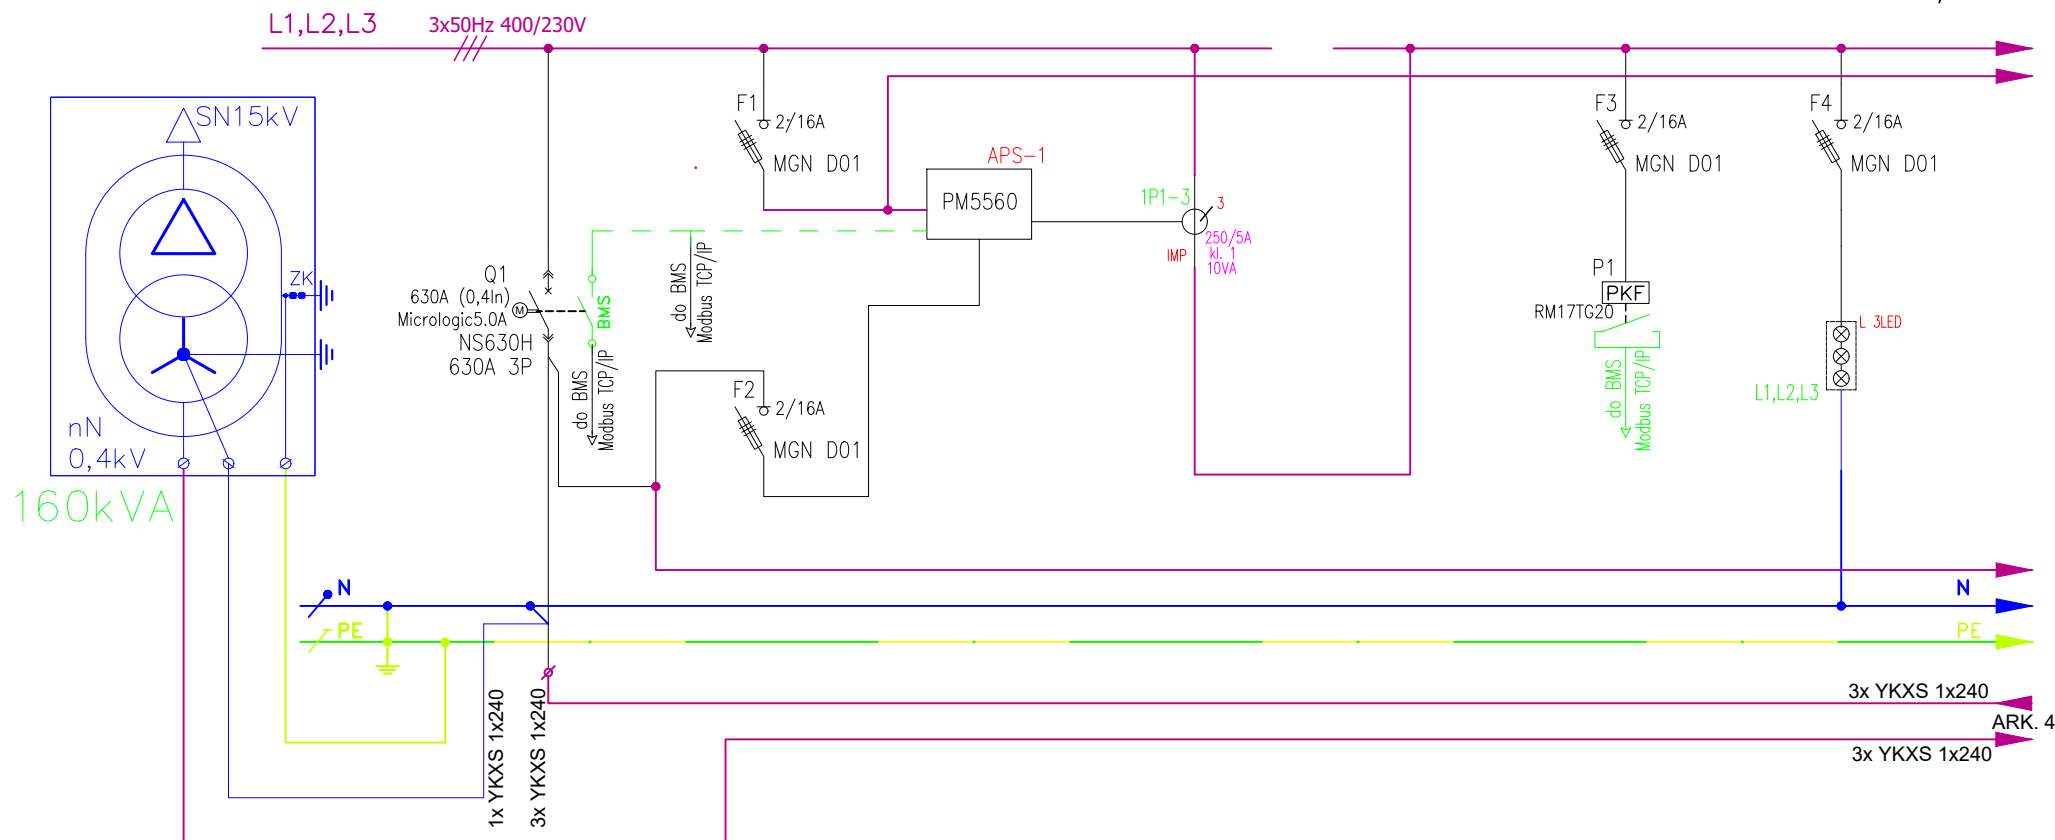 L1,L2,L3
3x50Hz 400/230V
SN15kV
ZK
nN
0,4kV
160kVA
Q1
630A (0,4In)
Micrologic5.0A
NS630H
630A 3P
M
BMS
do BMS
Modbus TCP/IP
do BMS
Modbus TCP/IP
F1
2/16A
MGN D01
F2
2/16A
MGN D01
APS-1
PM5560
1P1-3
3
250/5A
kl. 1
10VA
IMP
F3
2/16A
MGN D01
P1
PKF
RM17TG20
do BMS
Modbus TCP/IP
F4
2/16A
MGN D01
L 3LED
L1,L2,L3
N
N
PE
PE
1x YKXS 1x240
3x YKXS 1x240
3x YKXS 1x240
ARK. 4
3x YKXS 1x240